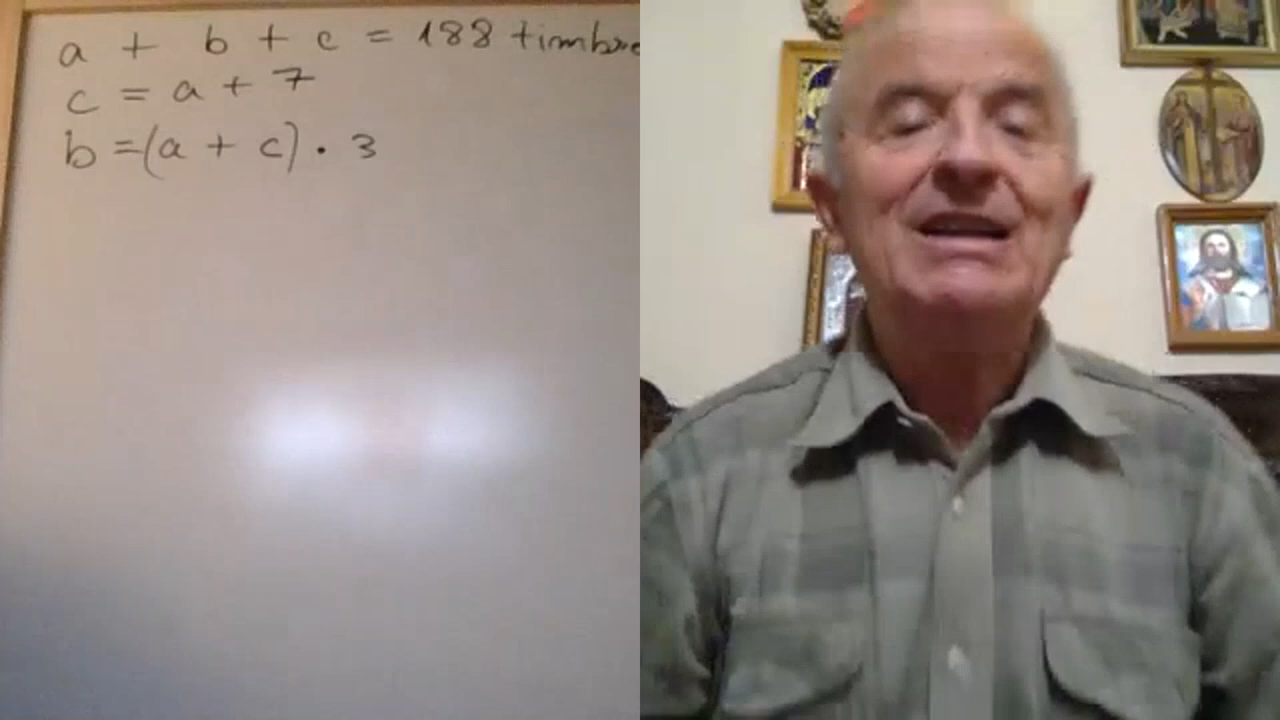 a + b + c = 188 timbre
c = a + 7
b = (a + c) · 3